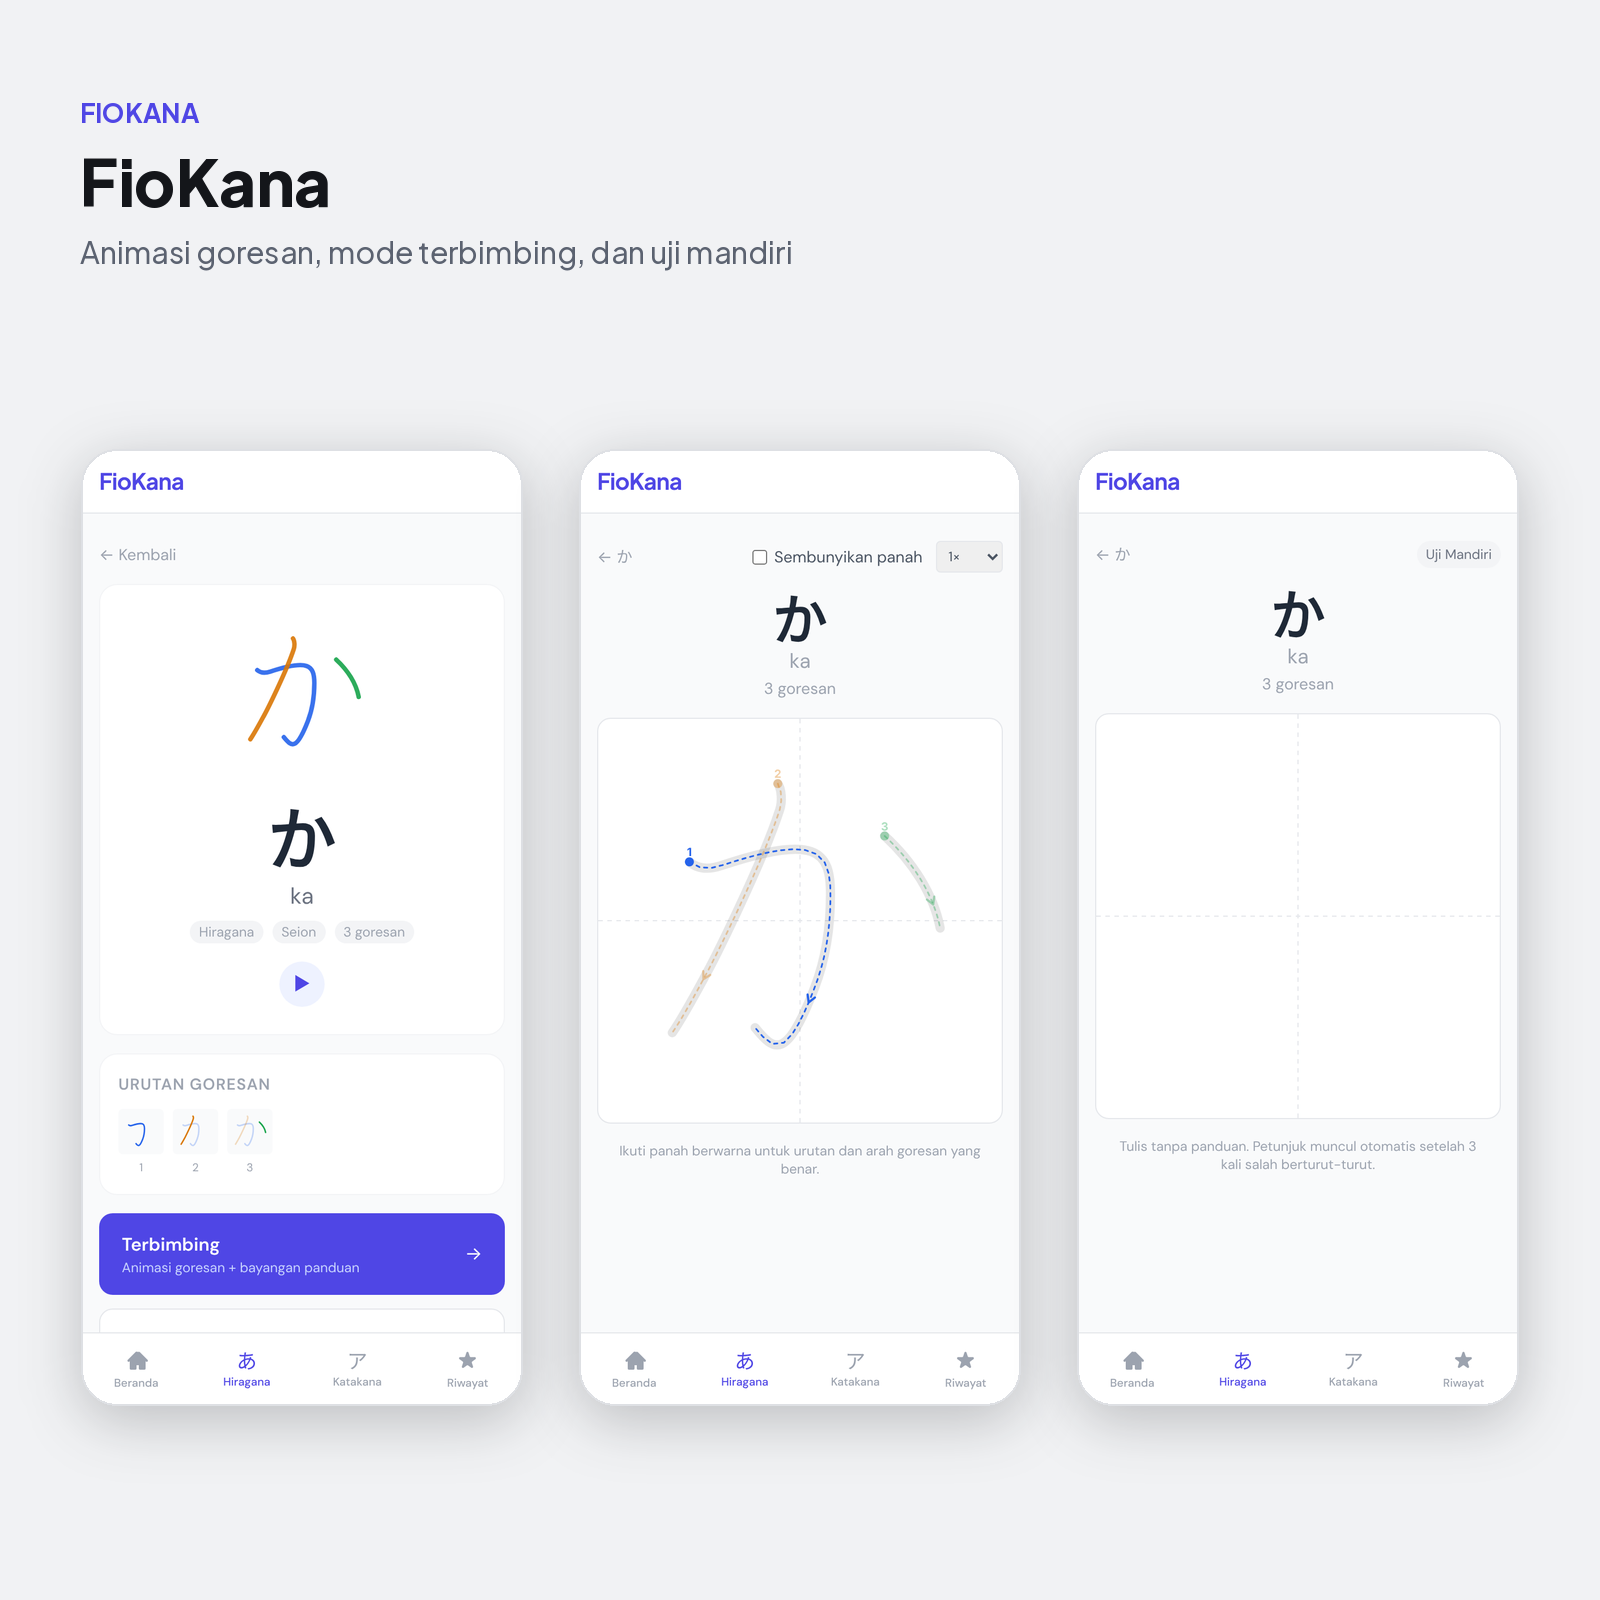 FIOKANA
FioKana
Animasi goresan, mode terbimbing, dan uji mandiri
FioKana
← Kembali
か
か
ka
Hiragana Seion 3 goresan
URUTAN GORESAN
か か か
1 2 3
Terbimbing →
Animasi goresan + bayangan panduan
あ ア
Beranda Hiragana Katakana Riwayat
FioKana
← か Sembunyikan panah 1×
か
ka
3 goresan
2
3
1
Ikuti panah berwarna untuk urutan dan arah goresan yang
benar.
あ ア
Beranda Hiragana Katakana Riwayat
FioKana
← か Uji Mandiri
か
ka
3 goresan
Tulis tanpa panduan. Petunjuk muncul otomatis setelah 3
kali salah berturut-turut.
あ ア
Beranda Hiragana Katakana Riwayat